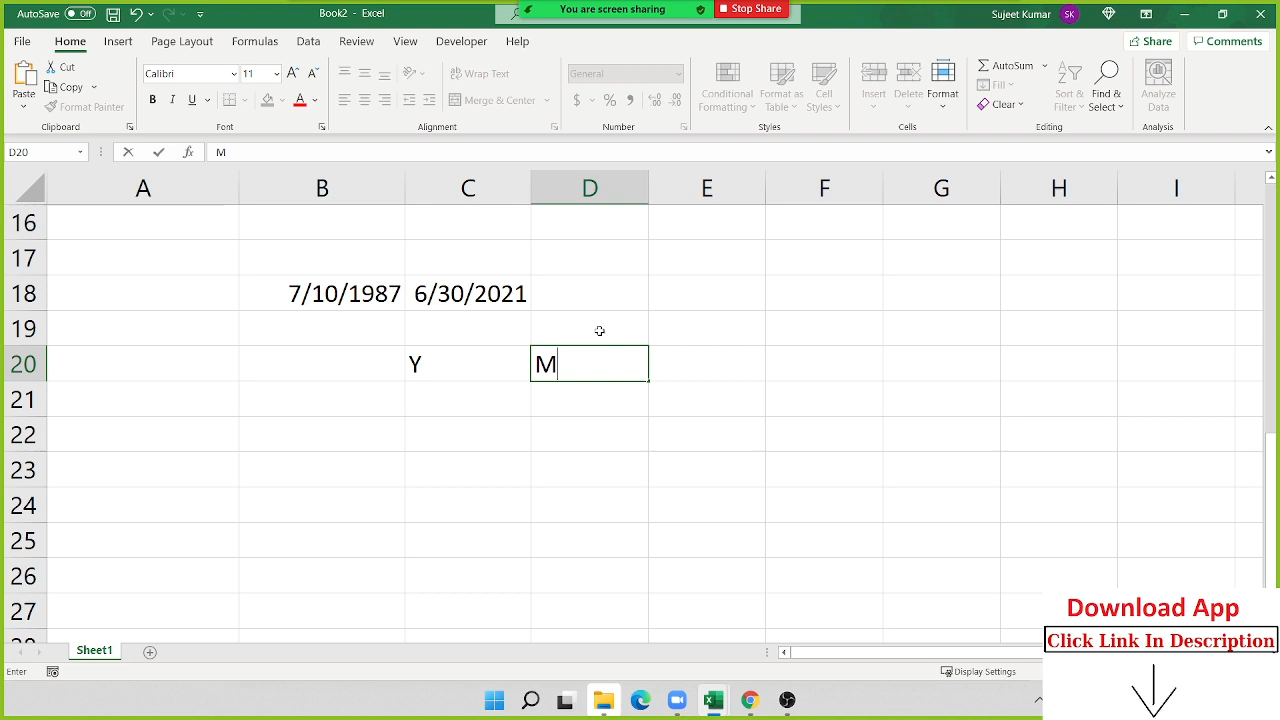 AutoSave Off
Book2 - Excel
You are screen sharing
Stop Share
Sujeet Kumar SK
File Home Insert Page Layout Formulas Data Review View Developer Help
Share Comments
Paste
Cut
Copy
Format Painter
Clipboard
Calibri 11
B I U
Font
Wrap Text
Merge & Center
Alignment
General
$ % ,
Number
Conditional Formatting
Format as Table
Cell Styles
Styles
Insert Delete Format
Cells
AutoSum
Fill
Clear
Sort & Filter
Find & Select
Editing
Analyze Data
Analysis
D20 fx M
A B C D E F G H I
16
17
18 7/10/1987 6/30/2021
19
20 Y M
21
22
23
24
25
26
27
Sheet1
Enter
Display Settings
Download App
Click Link In Description